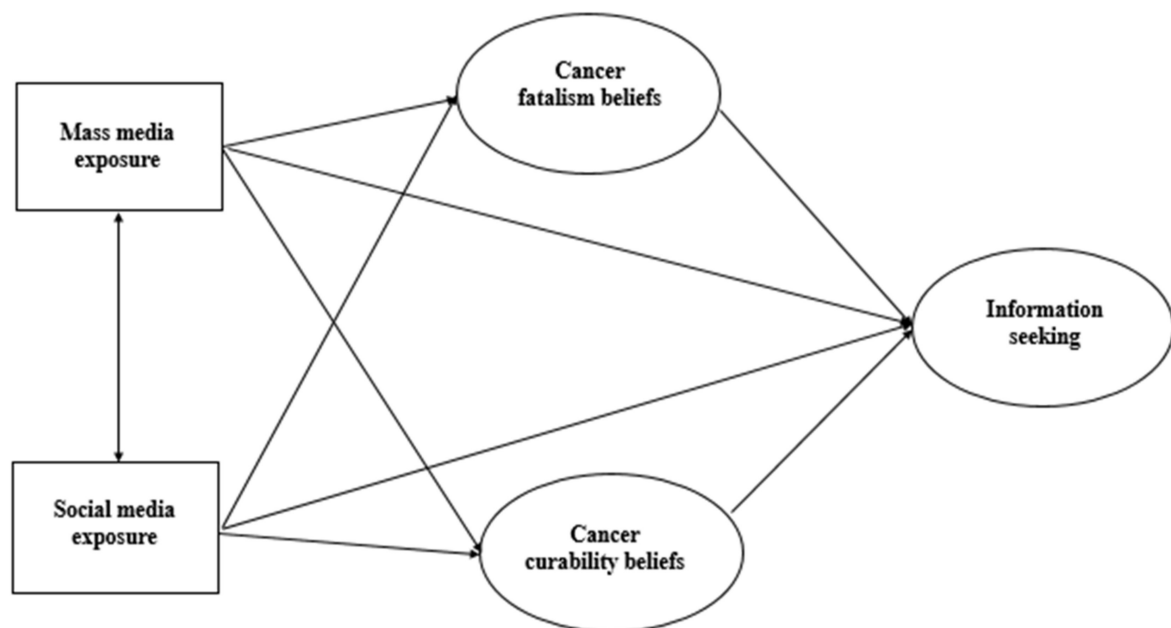 Cancer
fatalism beliefs
Mass media
exposure
Information
seeking
Social media
exposure
Cancer
curability beliefs